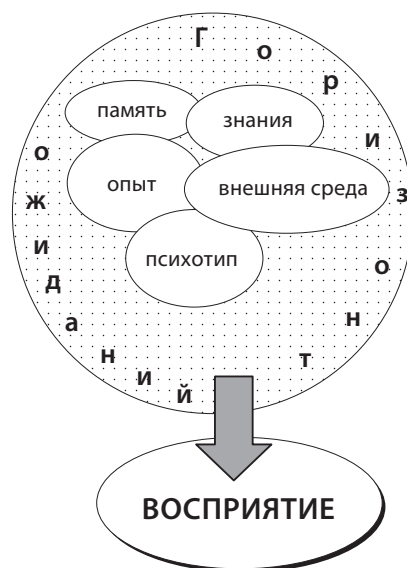 Горизонт
ожиданий
память
знания
опыт
внешняя среда
психотип
ВОСПРИЯТИЕ